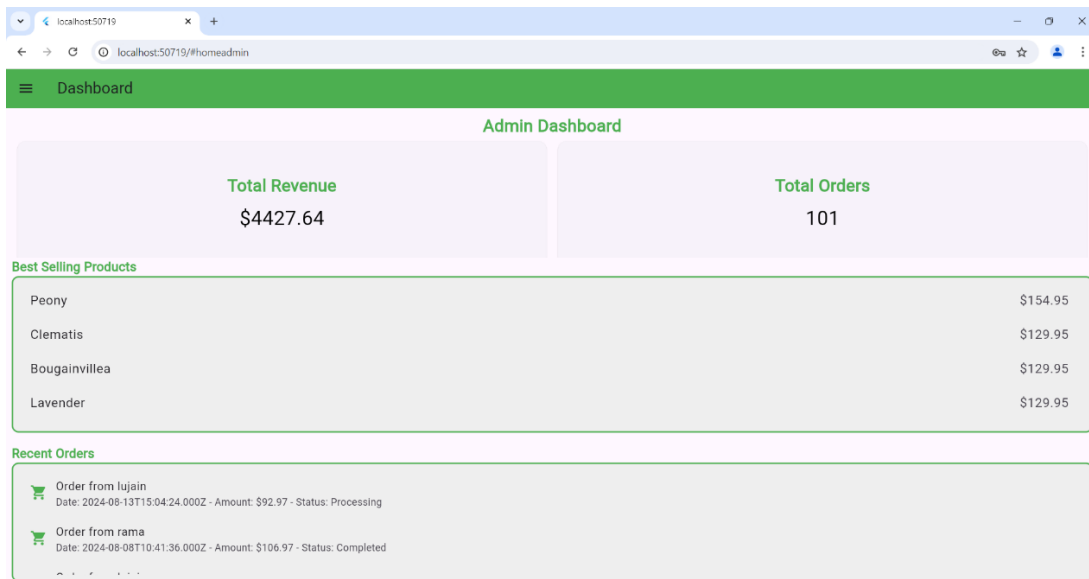 localhost:50719
localhost:50719/#homeadmin
Dashboard
Admin Dashboard
Total Revenue
$4427.64
Total Orders
101
Best Selling Products
Peony $154.95
Clematis $129.95
Bougainvillea $129.95
Lavender $129.95
Recent Orders
Order from lujain
Date: 2024-08-13T15:04:24.000Z - Amount: $92.97 - Status: Processing
Order from rama
Date: 2024-08-08T10:41:36.000Z - Amount: $106.97 - Status: Completed